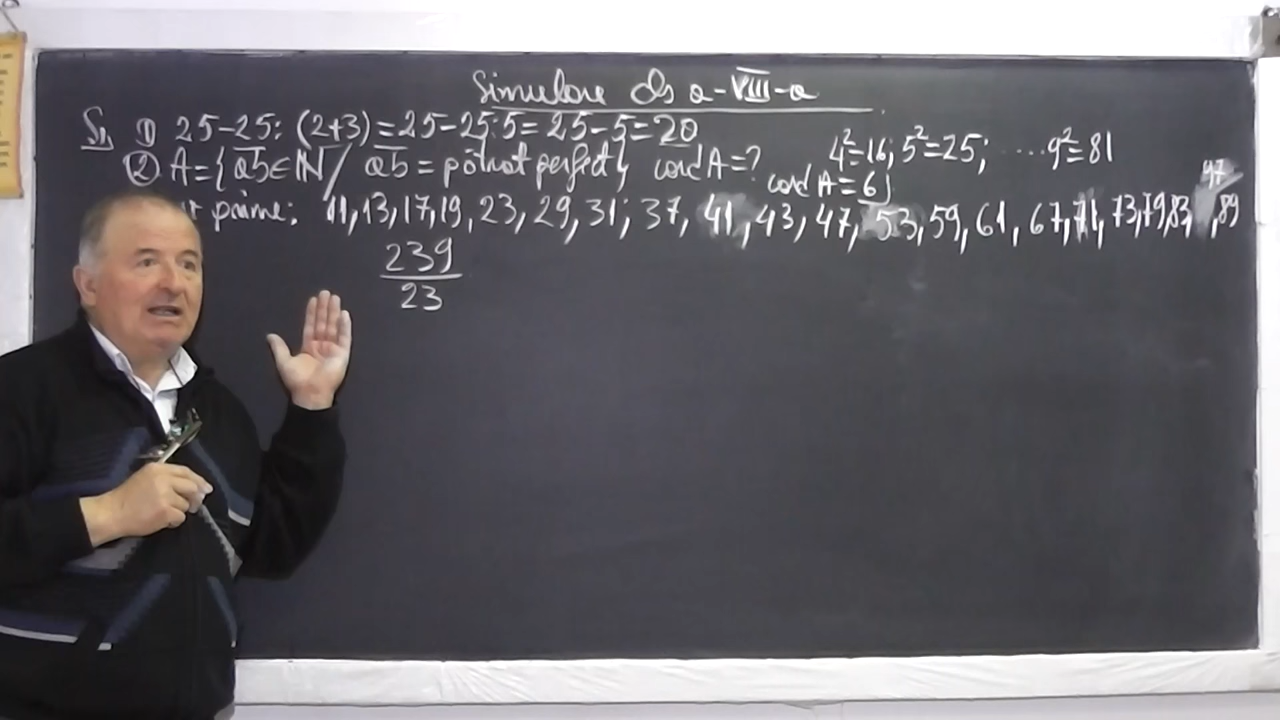 Simulare cls a-VIII-a
S₁, 1) 25-25:(2+3)=25-25:5=25-5=20
4²=16; 5²=25; ....9²=81
2) A={ab∈ℕ/ ab=pătrat perfect} card A=?
card A=6;
97
prime: 11,13,17,19,23,29,31; 37, 41,43,47,53,59,61,67,71,73,79,83, ,89
239
23